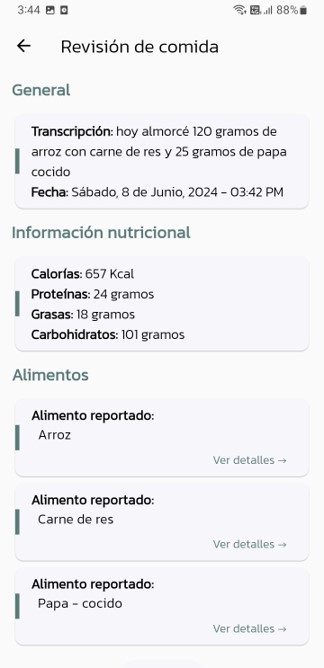 3:44 88%
← Revisión de comida
General
Transcripción: hoy almorcé 120 gramos de
arroz con carne de res y 25 gramos de papa
cocido
Fecha: Sábado, 8 de Junio, 2024 - 03:42 PM
Información nutricional
Calorías: 657 Kcal
Proteínas: 24 gramos
Grasas: 18 gramos
Carbohidratos: 101 gramos
Alimentos
Alimento reportado:
Arroz
Ver detalles →
Alimento reportado:
Carne de res
Ver detalles →
Alimento reportado:
Papa - cocido
Ver detalles →